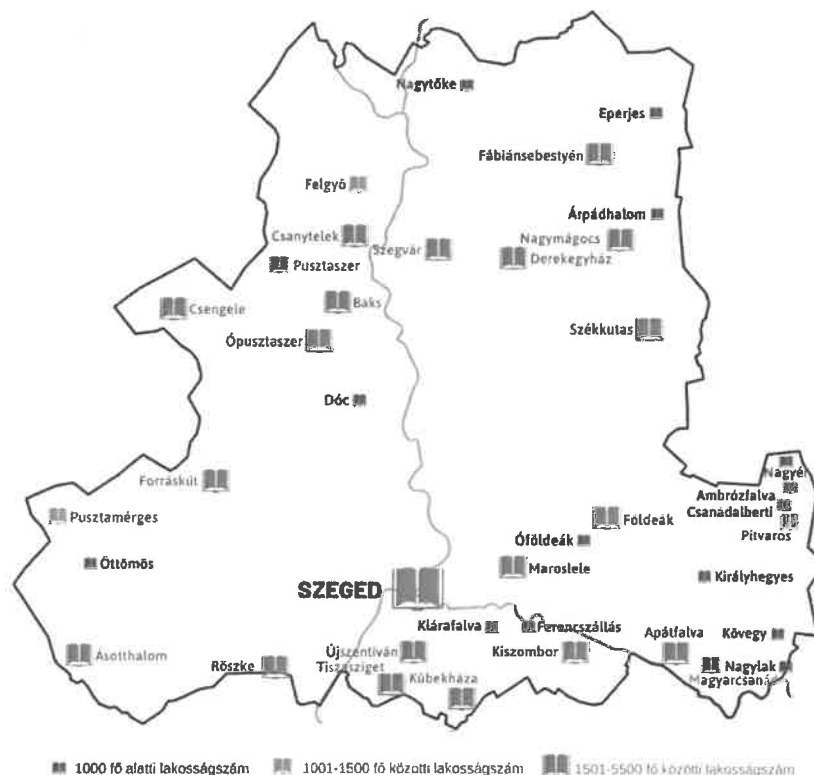 Nagytőke
Eperjes
Fábiánsebestyén
Felgyő
Árpádhalom
Csanytelek
Szegvár
Nagymágocs
Derekegyház
Pusztaszer
Csengele
Baks
Ópusztaszer
Székkutas
Dóc
Forráskút
Nagyér
Ambrózfalva
Csanádalberti
Pusztamérges
Földeák
Pitvaros
Óföldeák
Öttömös
Maroslele
Királyhegyes
SZEGED
Klárafalva
Ferencszállás
Apátfalva
Kövegy
Ásotthalom
Újszentiván
Kiszombor
Röszke
Tiszasziget
Kübekháza
Nagylak
Magyarcsanád
1000 fő alatti lakosságszám
1001-1500 fő közötti lakosságszám
1501-5500 fő közötti lakosságszám